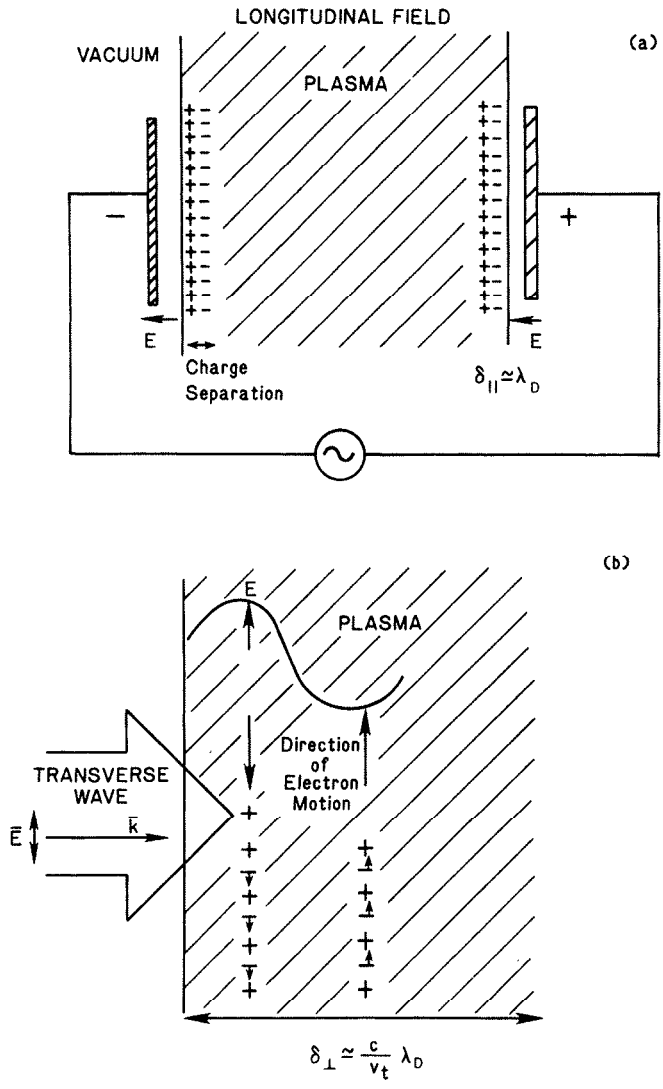 LONGITUDINAL FIELD
(a)
VACUUM
PLASMA
− +
E E
Charge
Separation
δ|| ≃ λD
(b)
E
PLASMA
Direction
of
Electron
Motion
TRANSVERSE
WAVE
E̅ k̅
δ⊥ ≃ c/vt λD